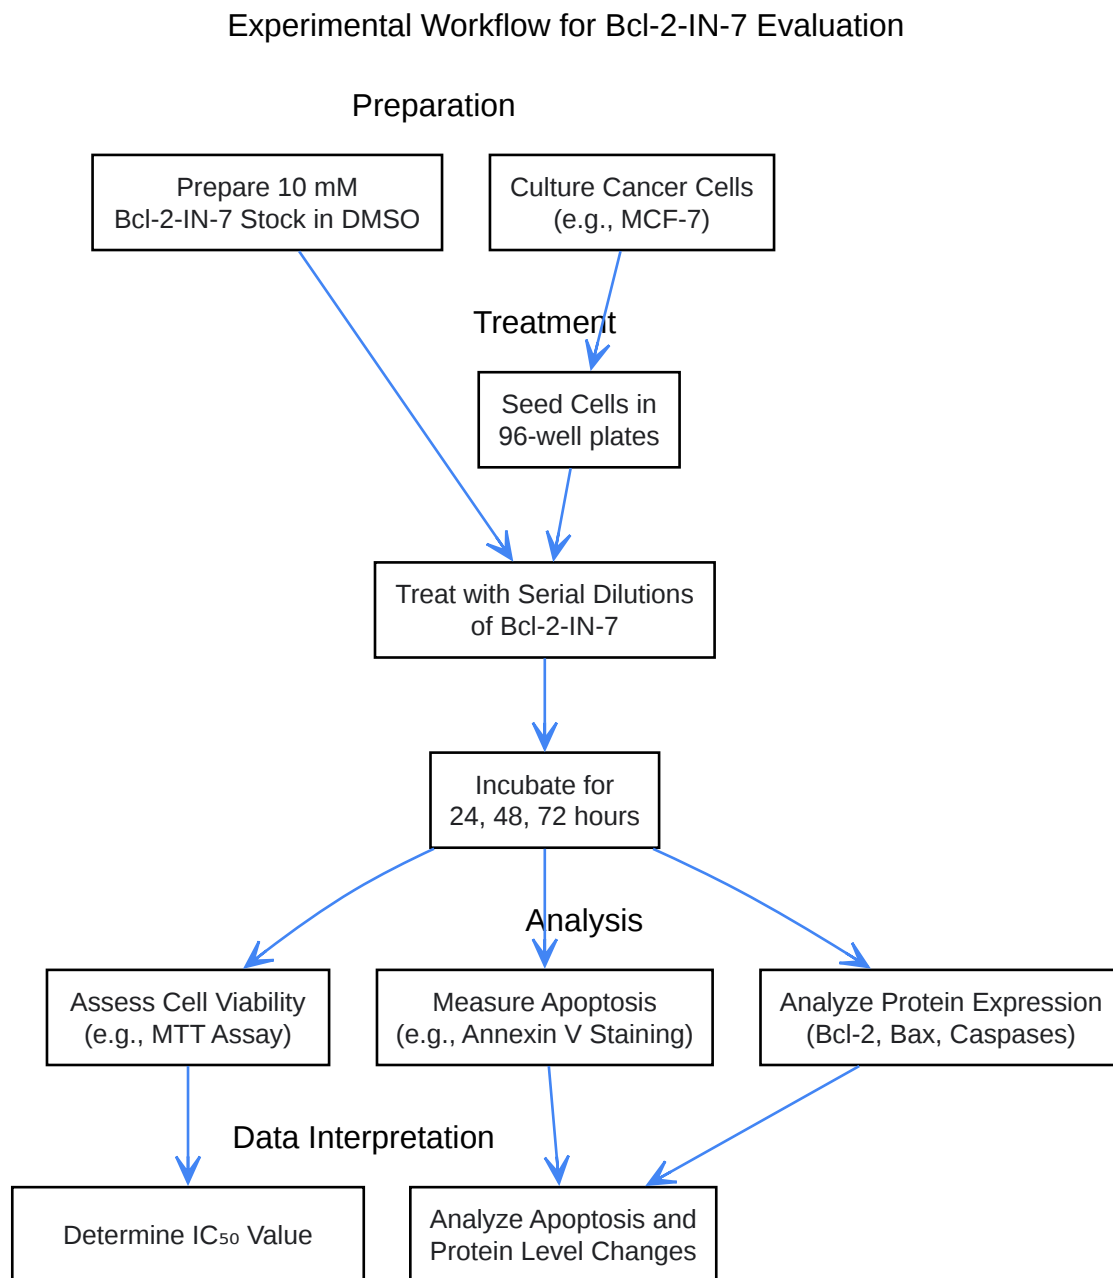 Experimental Workflow for Bcl-2-IN-7 Evaluation
Preparation
Prepare 10 mM
Bcl-2-IN-7 Stock in DMSO
Culture Cancer Cells
(e.g., MCF-7)
Treatment
Seed Cells in
96-well plates
Treat with Serial Dilutions
of Bcl-2-IN-7
Incubate for
24, 48, 72 hours
Analysis
Assess Cell Viability
(e.g., MTT Assay)
Measure Apoptosis
(e.g., Annexin V Staining)
Analyze Protein Expression
(Bcl-2, Bax, Caspases)
Data Interpretation
Determine IC₅₀ Value
Analyze Apoptosis and
Protein Level Changes